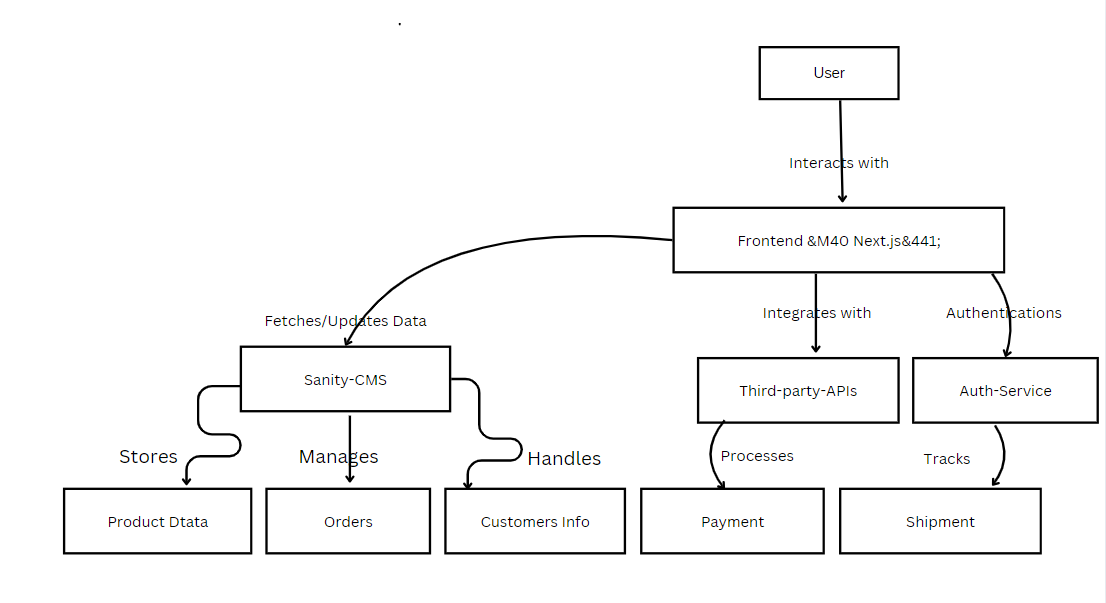 User
Interacts with
Frontend &M40 Next.js&441;
Fetches/Updates Data
Integrates with
Authentications
Sanity-CMS
Third-party-APIs
Auth-Service
Stores
Manages
Handles
Processes
Tracks
Product Dtata
Orders
Customers Info
Payment
Shipment